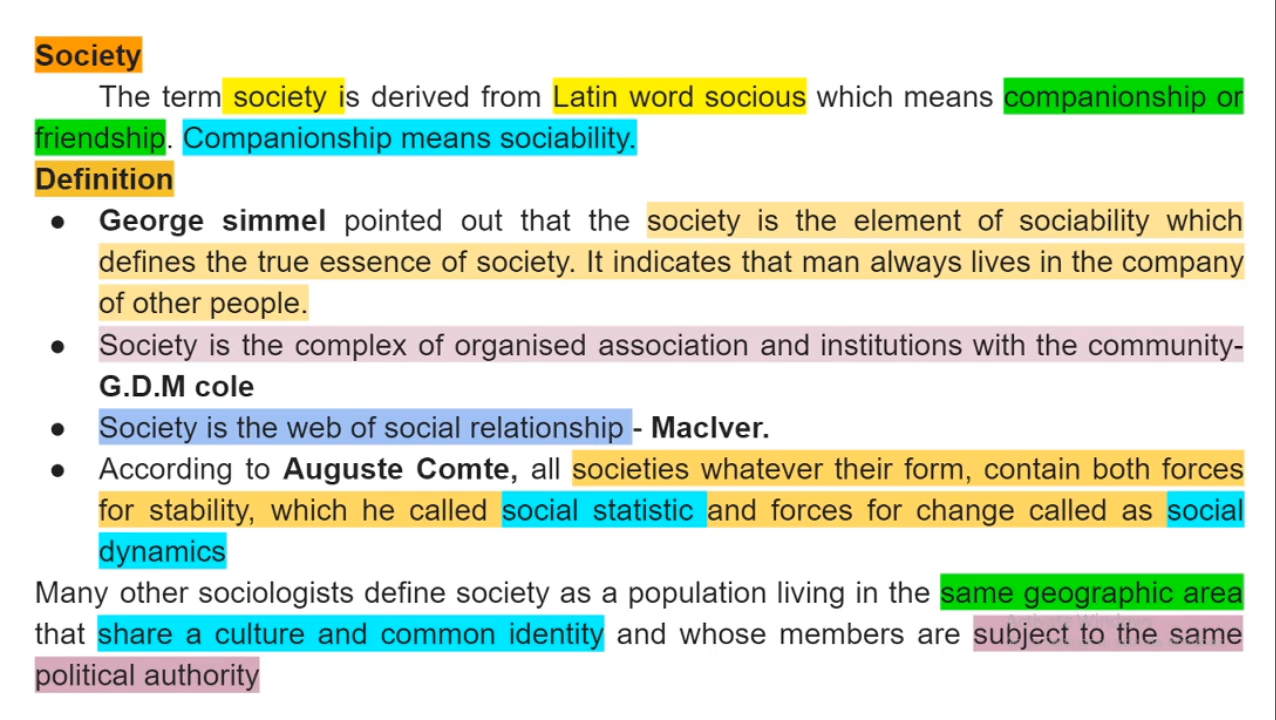 Society
The term society is derived from Latin word socious which means companionship or
friendship. Companionship means sociability.
Definition
● George simmel pointed out that the society is the element of sociability which
defines the true essence of society. It indicates that man always lives in the company
of other people.
● Society is the complex of organised association and institutions with the community-
G.D.M cole
● Society is the web of social relationship - MacIver.
● According to Auguste Comte, all societies whatever their form, contain both forces
for stability, which he called social statistic and forces for change called as social
dynamics
Many other sociologists define society as a population living in the same geographic area
that share a culture and common identity and whose members are subject to the same
political authority
Activate Windows